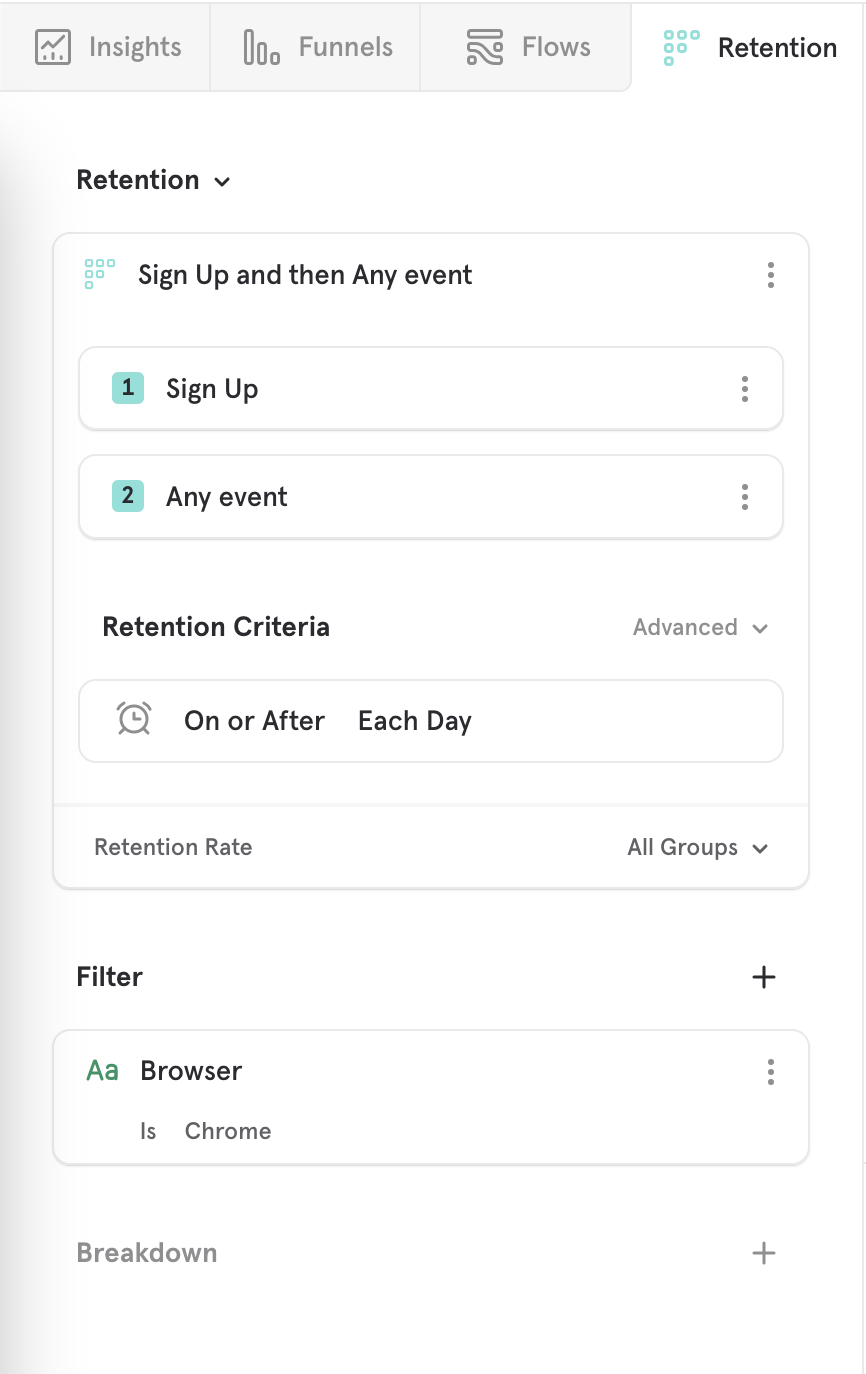 Insights Funnels Flows Retention
Retention
Sign Up and then Any event
1 Sign Up
2 Any event
Retention Criteria Advanced
On or After Each Day
Retention Rate All Groups
Filter
Aa Browser
Is Chrome
Breakdown